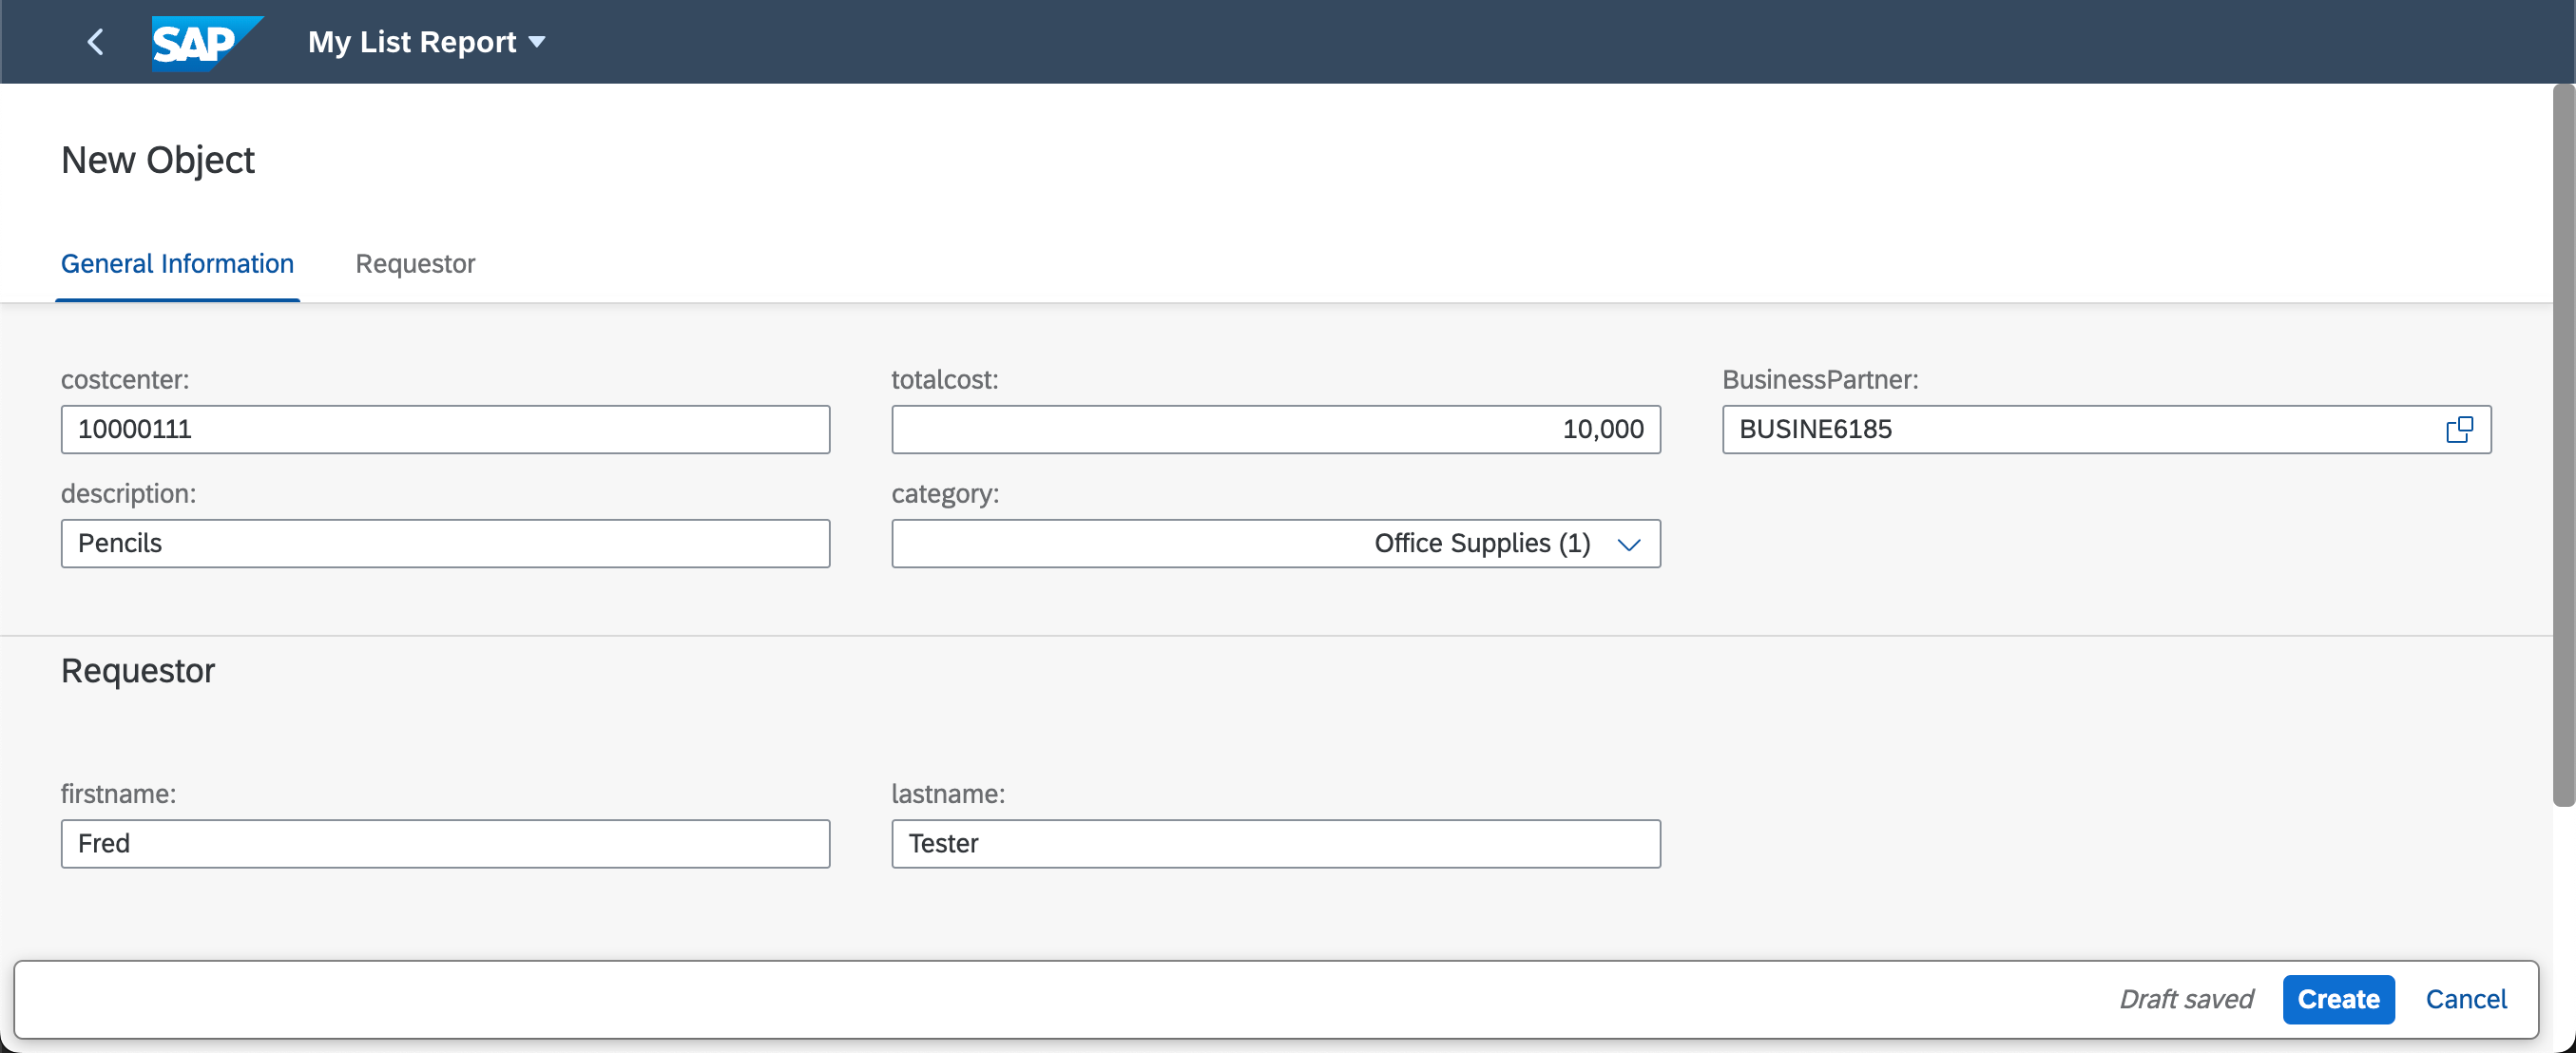 SAP My List Report
New Object
General Information Requestor
costcenter: totalcost: BusinessPartner:
10000111 10,000 BUSINE6185
description: category:
Pencils Office Supplies (1)
Requestor
firstname: lastname:
Fred Tester
Draft saved Create Cancel